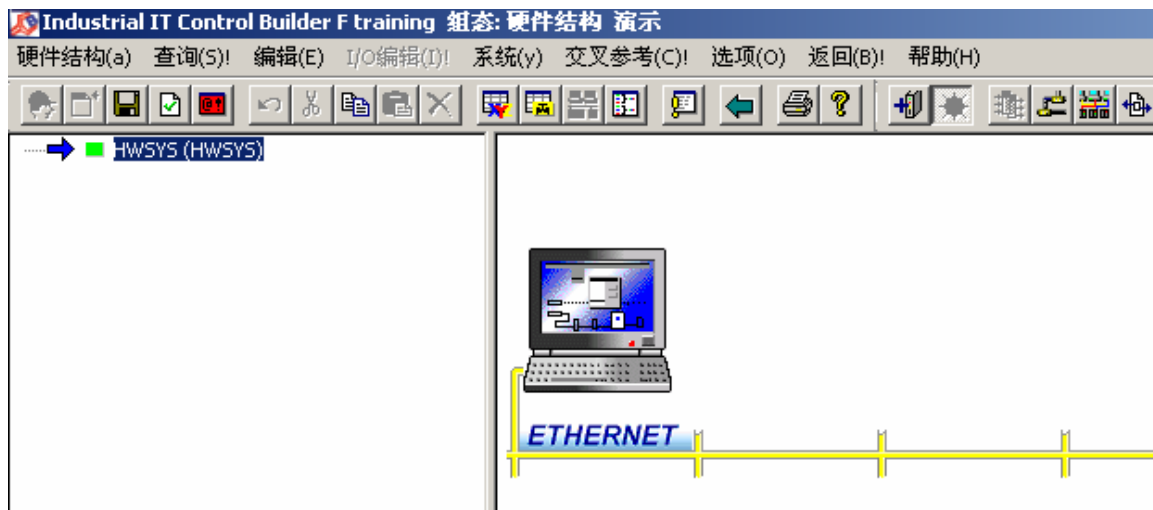 Industrial IT Control Builder F training 组态: 硬件结构 演示
硬件结构(a) 查询(S)! 编辑(E) I/O编辑(I)! 系统(y) 交叉参考(C)! 选项(O) 返回(B)! 帮助(H)
HWSYS (HWSYS)
ETHERNET